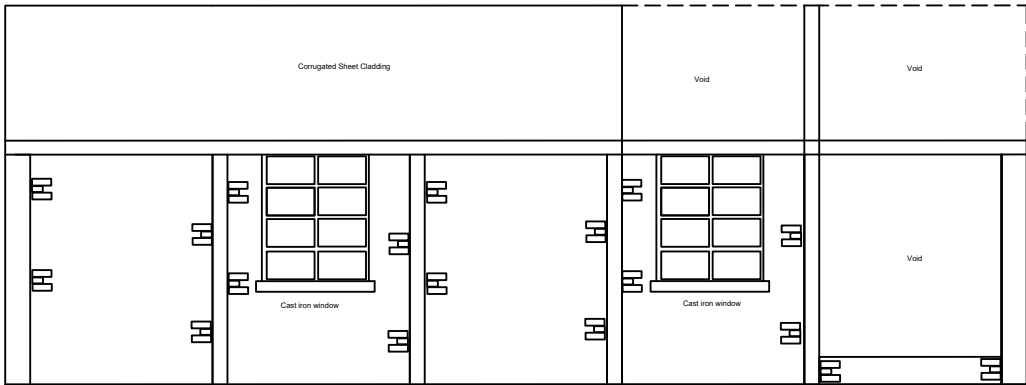 Corrugated Sheet Cladding
Void
Void
Void
Cast iron window
Cast iron window